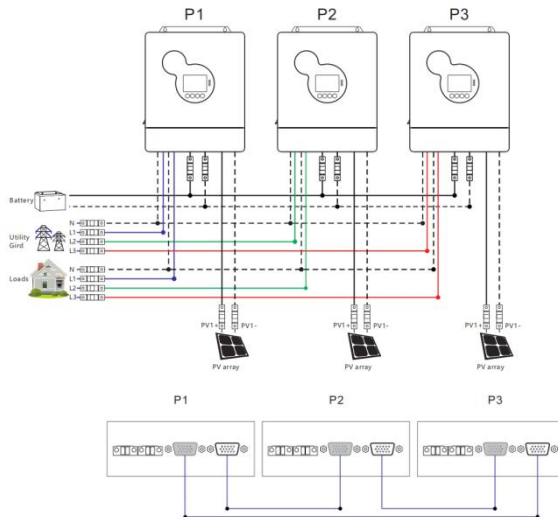 P1 P2 P3
Battery
N
Utility
Gird
L1
L2
L3
N
Loads
L1
L2
L3
PV1+ PV1- PV1+ PV1- PV1+ PV1-
PV array PV array PV array
P1 P2 P3